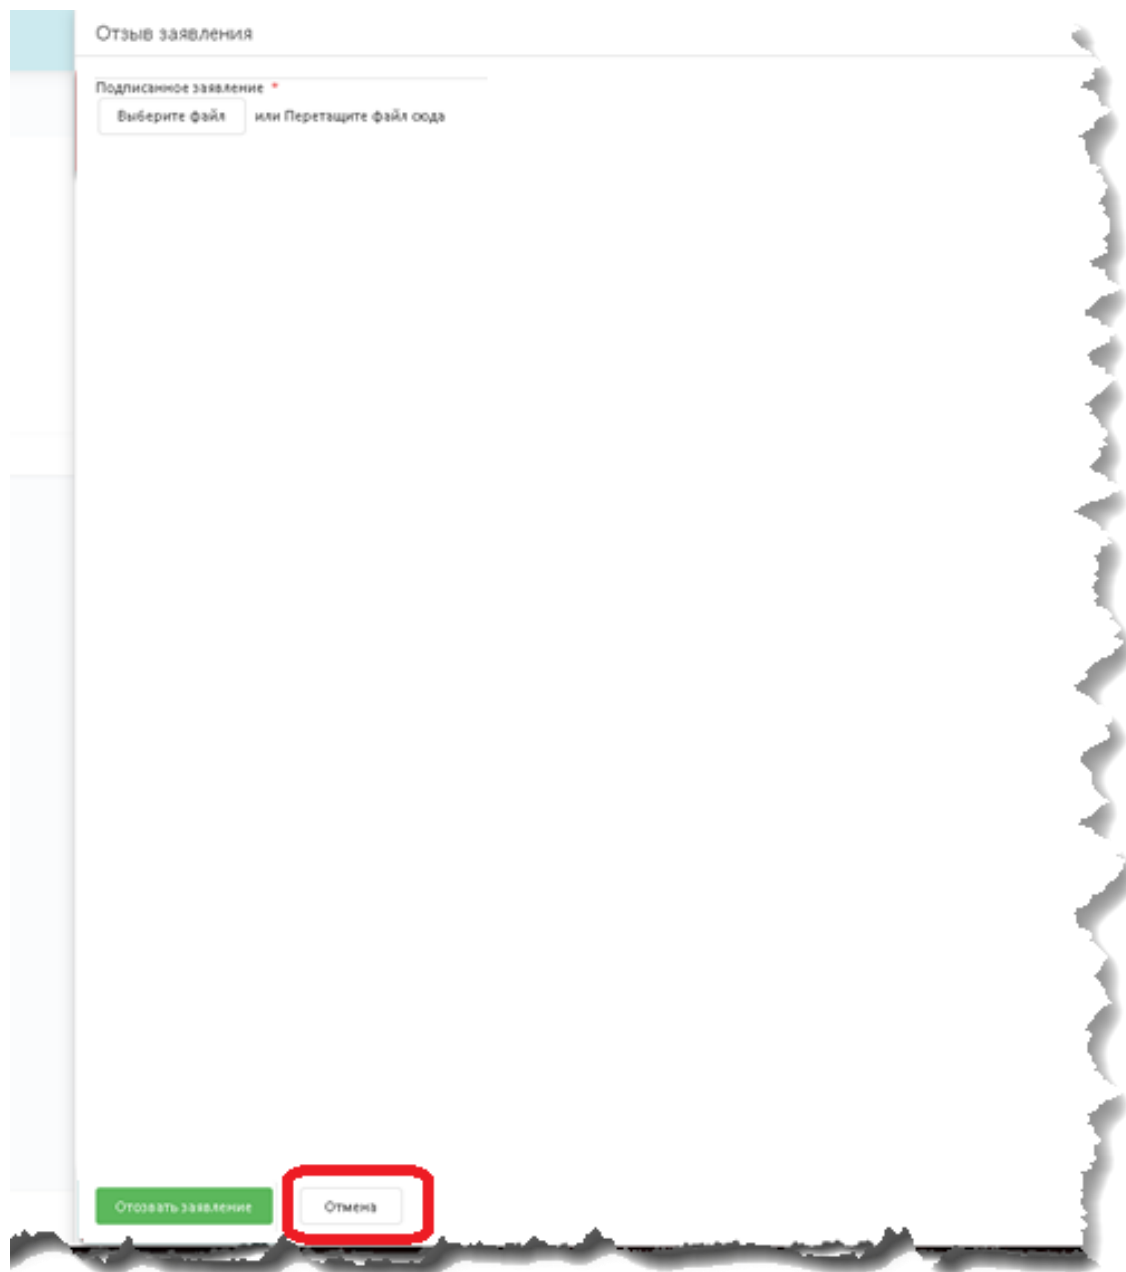 Отзыв заявления
Подписанное заявление *
Выберите файл или Перетащите файл сюда
Отозвать заявление Отмена